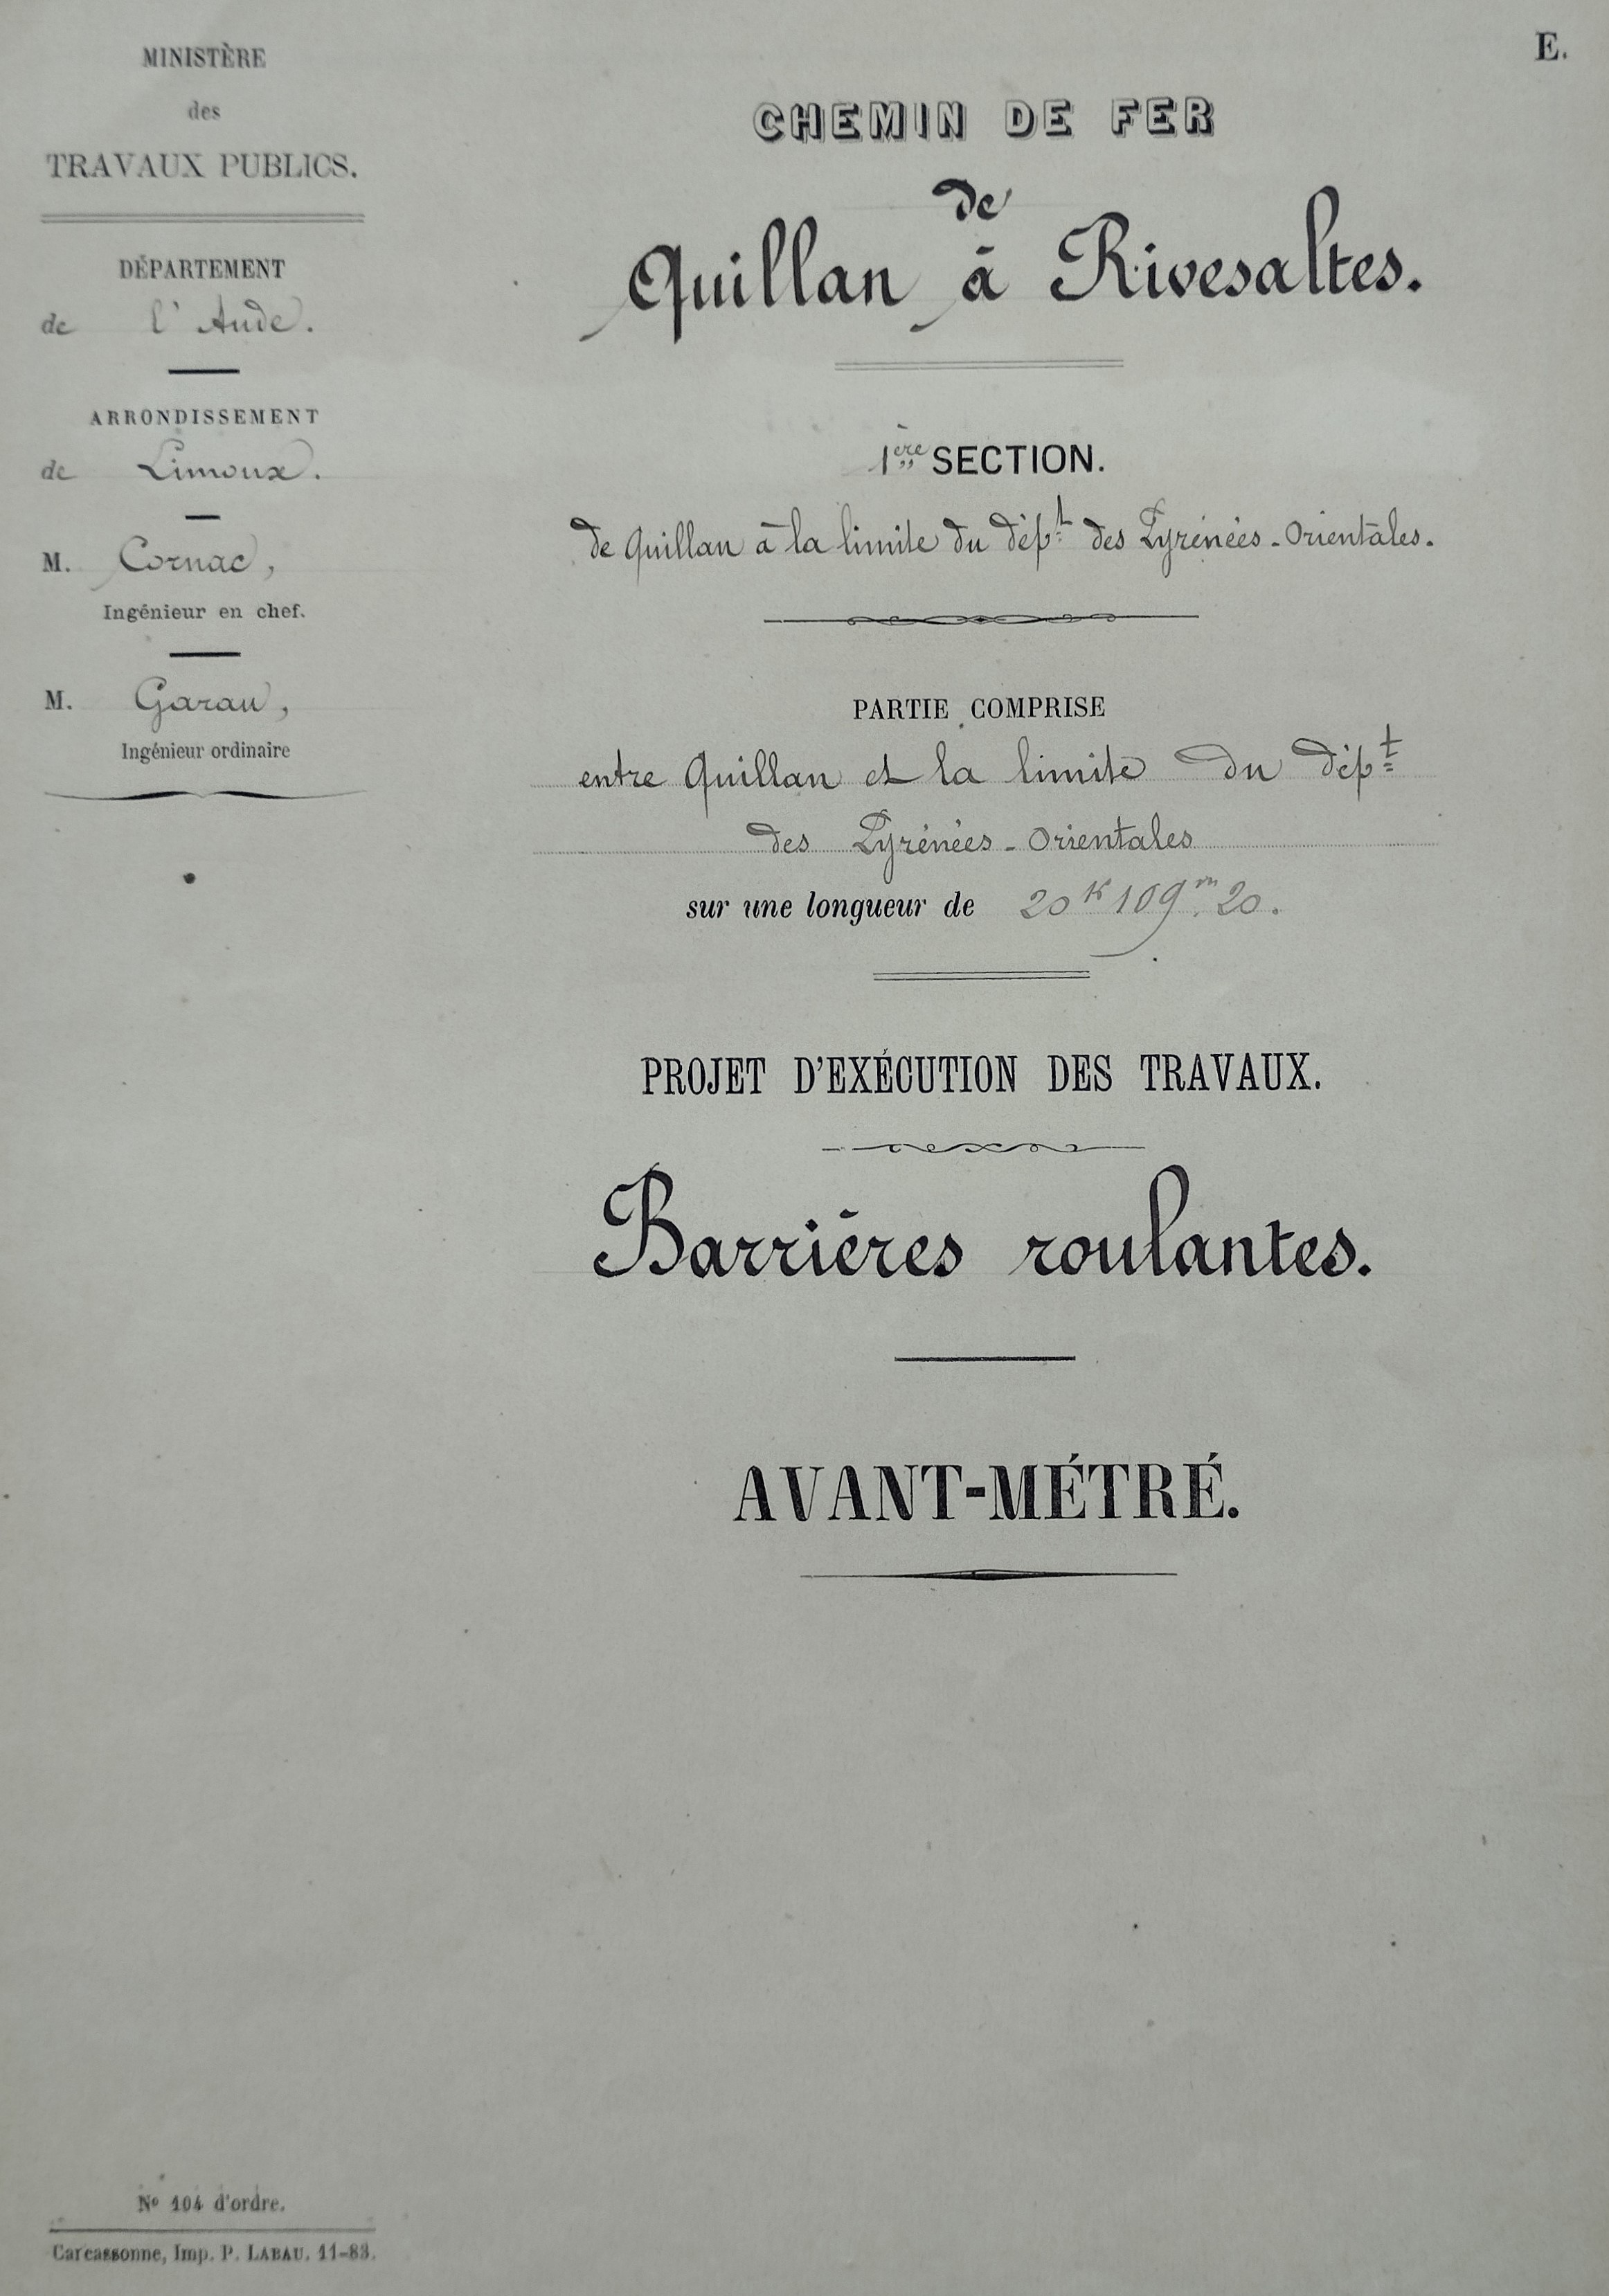 MINISTÈRE
des
TRAVAUX PUBLICS.
DÉPARTEMENT
de l'Aude.
ARRONDISSEMENT
de Limoux.
M. Cornac,
Ingénieur en chef.
M. Garau,
Ingénieur ordinaire
E.
CHEMIN DE FER
de
Quillan à Rivesaltes.
1ère SECTION.
de Quillan à la limite du dépt des Pyrénées-Orientales.
PARTIE COMPRISE
entre Quillan et la limite du dépt
des Pyrénées-Orientales
sur une longueur de 20k 109m.20.
PROJET D'EXÉCUTION DES TRAVAUX.
Barrières roulantes.
AVANT-MÉTRÉ.
No 104 d'ordre.
Carcassonne, Imp. P. LABAU. 11-83.